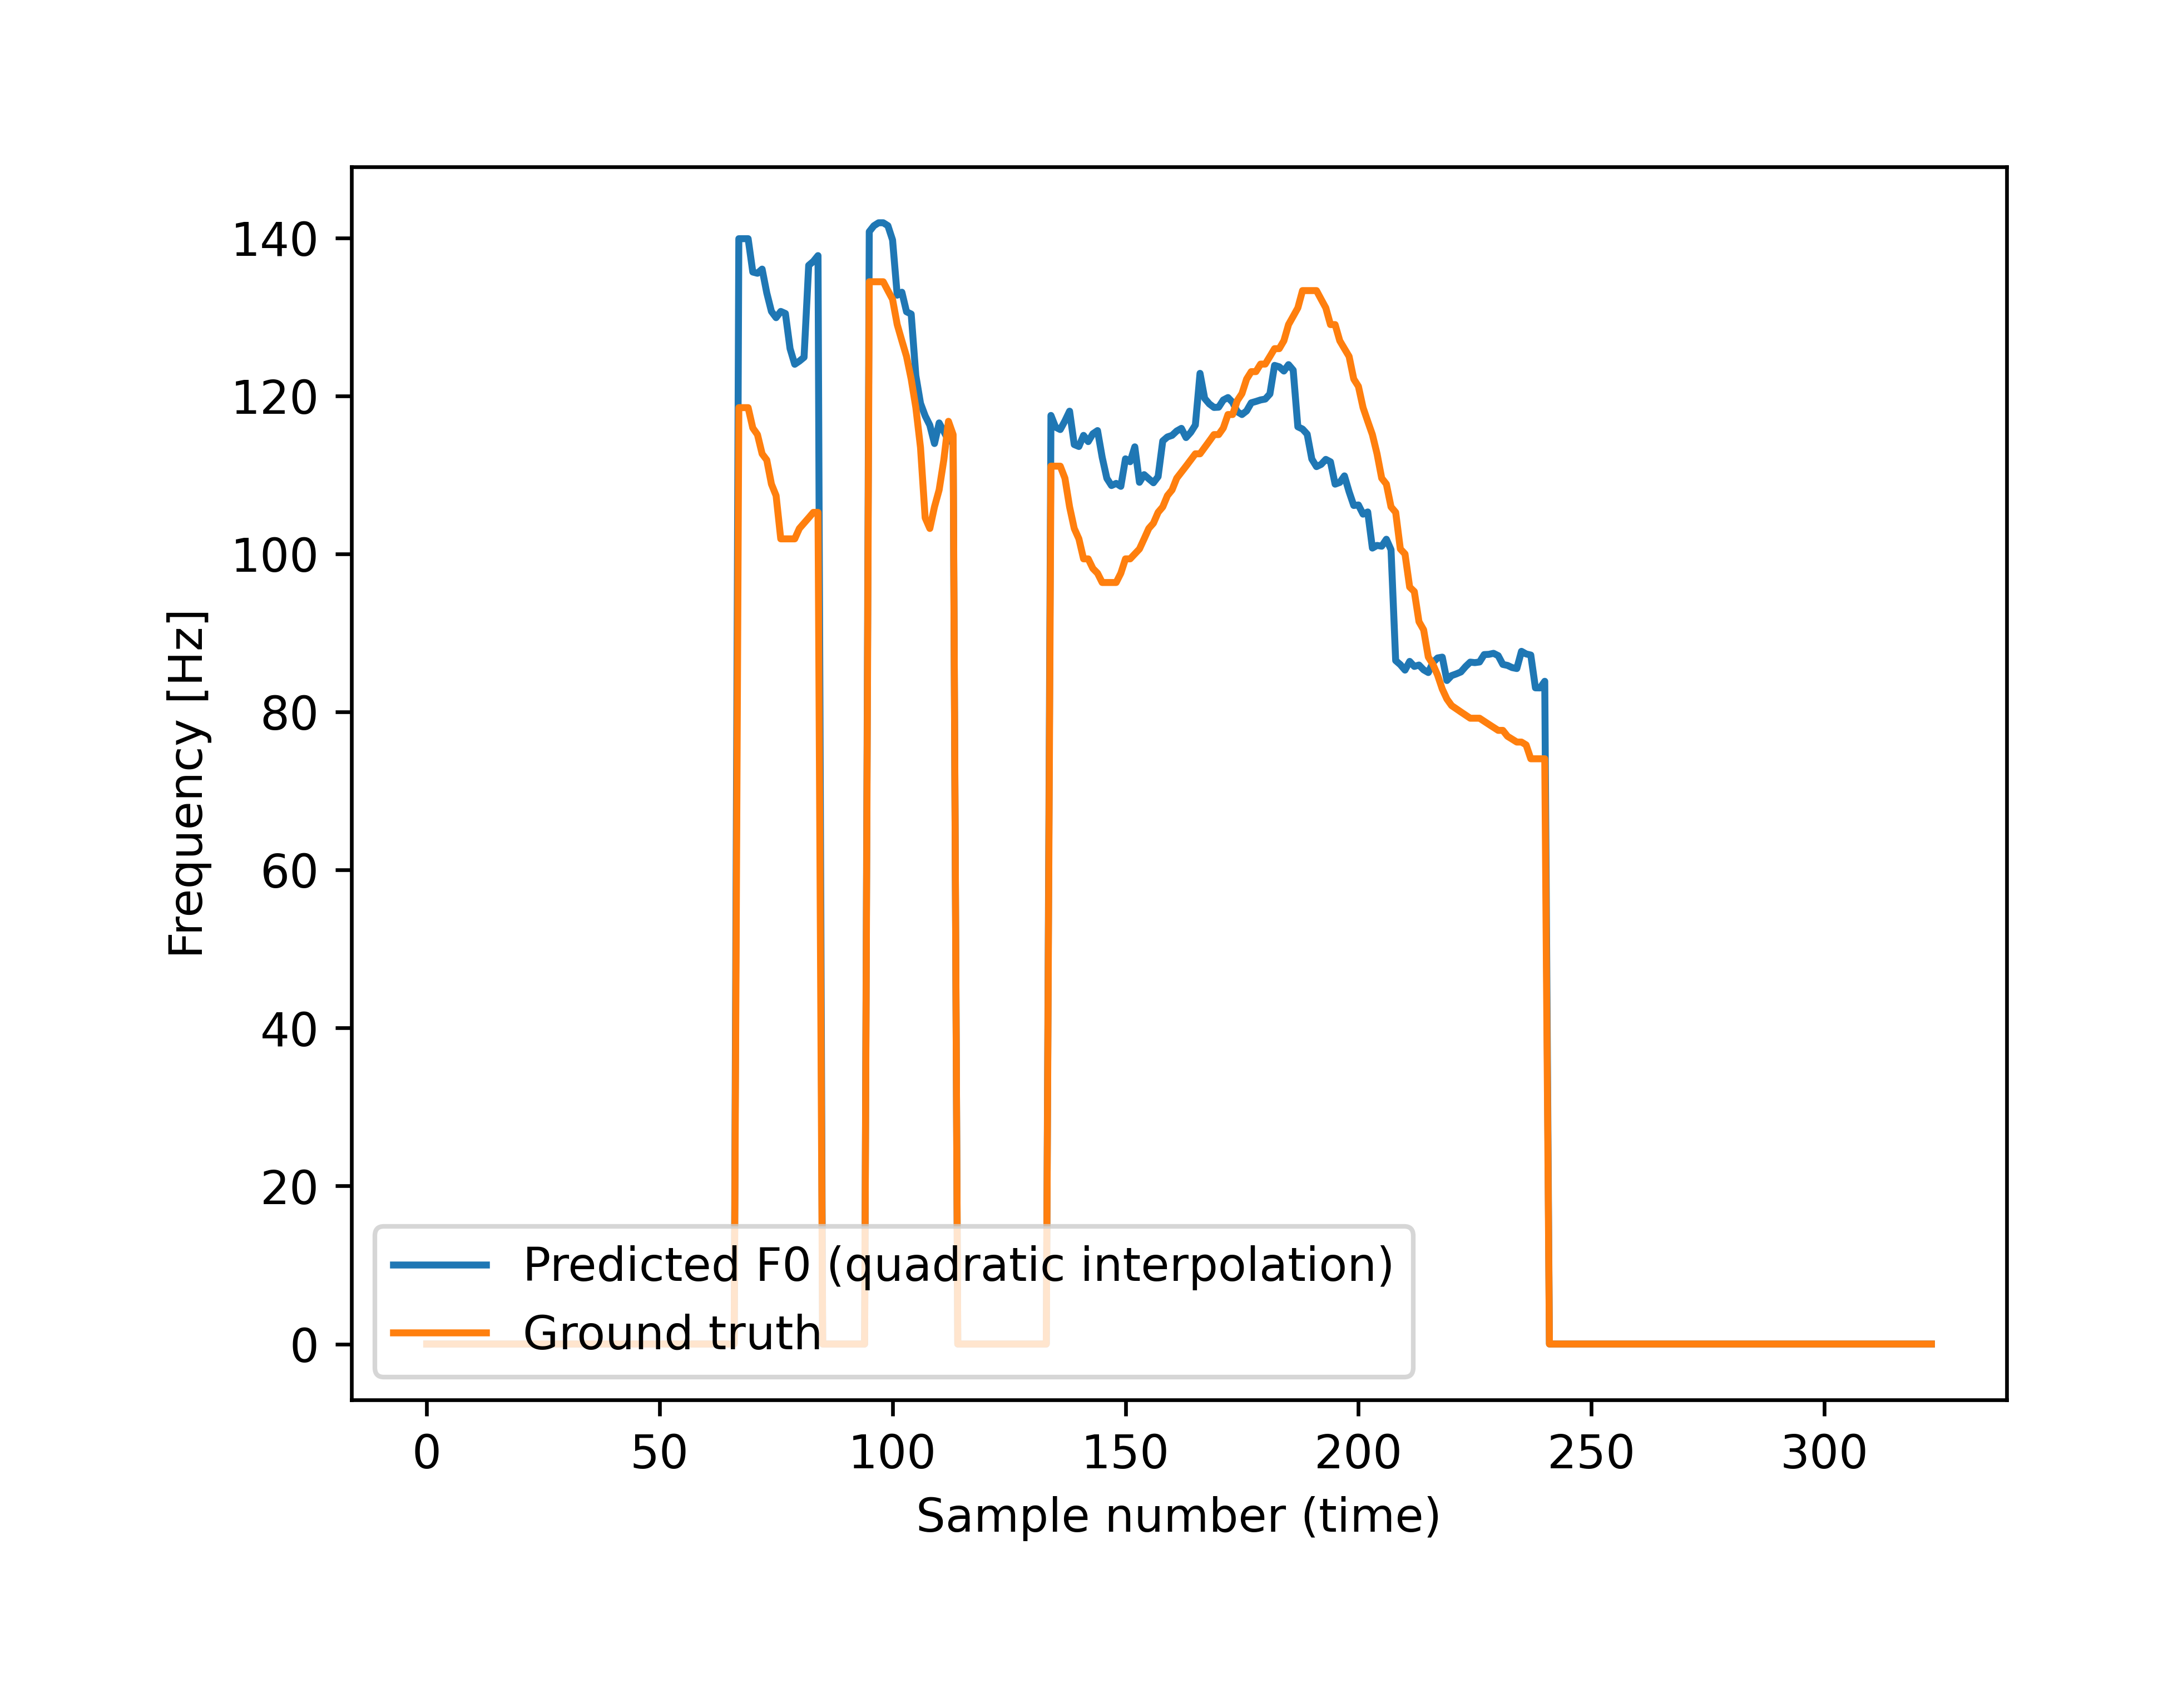 140
120
100
80
60
40
20
0
Frequency [Hz]
Predicted F0 (quadratic interpolation)
Ground truth
0 50 100 150 200 250 300
Sample number (time)